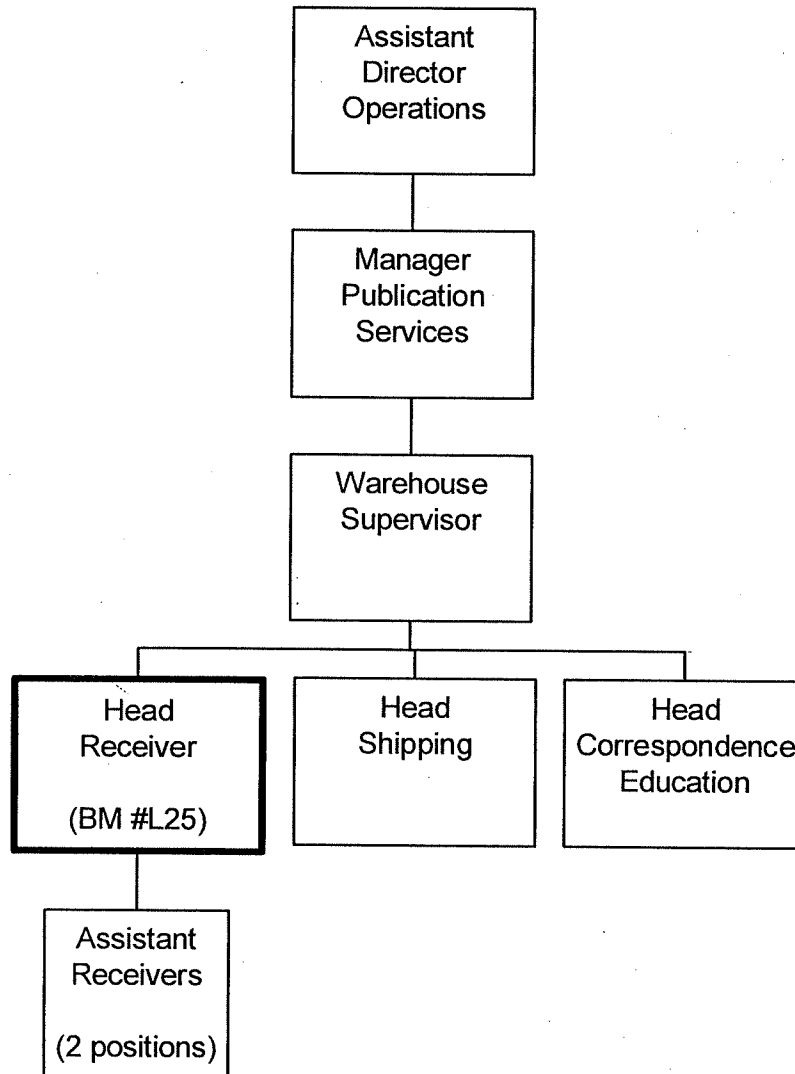 Assistant
Director
Operations
Manager
Publication
Services
Warehouse
Supervisor
Head
Receiver
(BM #L25)
Head
Shipping
Head
Correspondence
Education
Assistant
Receivers
(2 positions)